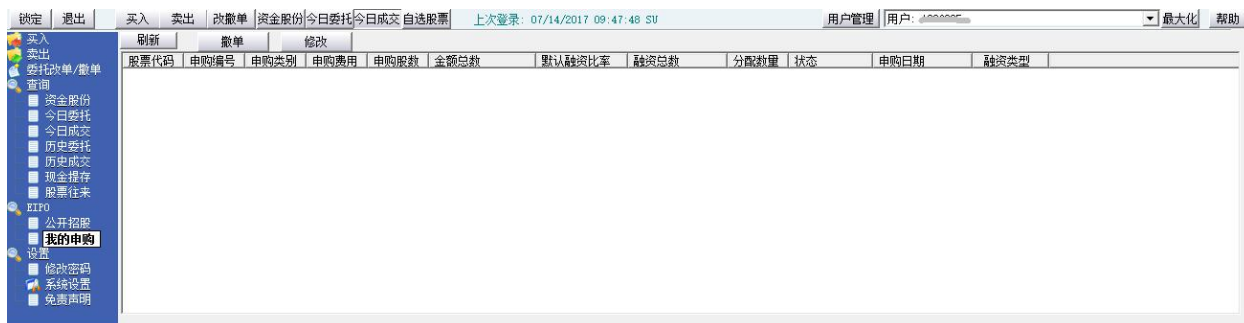 锁定 退出 买入 卖出 改撤单 资金股份 今日委托 今日成交 自选股票 上次登录: 07/14/2017 09:47:48 SU 用户管理 用户: 最大化 帮助
刷新 撤单 修改
股票代码 申购编号 申购类别 申购费用 申购股数 金额总数 默认融资比率 融资总数 分配数量 状态 申购日期 融资类型
买入
卖出
委托改单/撤单
查询
资金股份
今日委托
今日成交
历史委托
历史成交
现金提存
股票往来
EIPO
公开招股
我的申购
设置
修改密码
系统设置
免责声明